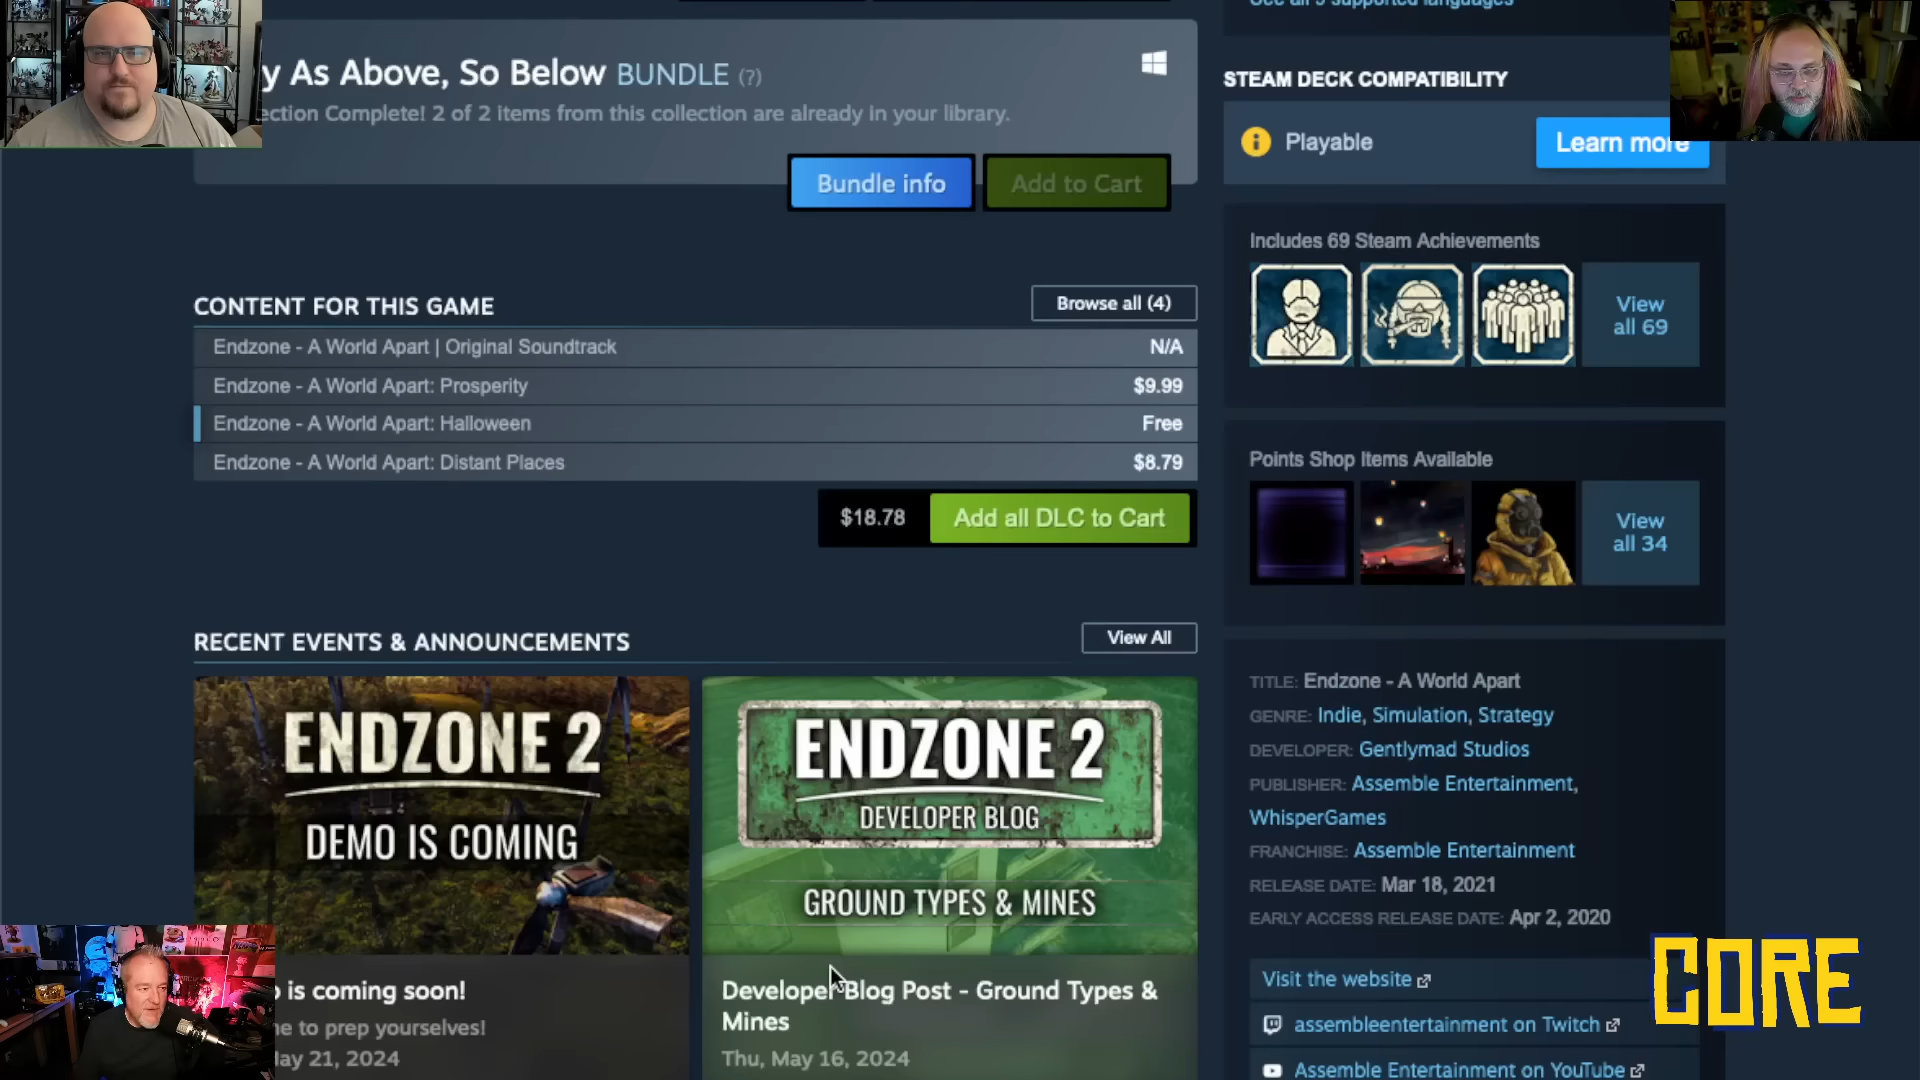 y As Above, So Below BUNDLE (?)
ection Complete! 2 of 2 items from this collection are already in your library.
Bundle info
Add to Cart
CONTENT FOR THIS GAME
Browse all (4)
Endzone - A World Apart | Original Soundtrack N/A
Endzone - A World Apart: Prosperity $9.99
Endzone - A World Apart: Halloween Free
Endzone - A World Apart: Distant Places $8.79
$18.78 Add all DLC to Cart
RECENT EVENTS & ANNOUNCEMENTS
View All
ENDZONE 2
DEMO IS COMING
is coming soon!
e to prep yourselves!
ay 21, 2024
ENDZONE 2
DEVELOPER BLOG
GROUND TYPES & MINES
Developer Blog Post - Ground Types &
Mines
Thu, May 16, 2024
See all 9 supported languages
STEAM DECK COMPATIBILITY
Playable
Learn more
Includes 69 Steam Achievements
View
all 69
Points Shop Items Available
View
all 34
TITLE: Endzone - A World Apart
GENRE: Indie, Simulation, Strategy
DEVELOPER: Gentlymad Studios
PUBLISHER: Assemble Entertainment,
WhisperGames
FRANCHISE: Assemble Entertainment
RELEASE DATE: Mar 18, 2021
EARLY ACCESS RELEASE DATE: Apr 2, 2020
Visit the website
assembleentertainment on Twitch
Assemble Entertainment on YouTube
CORE